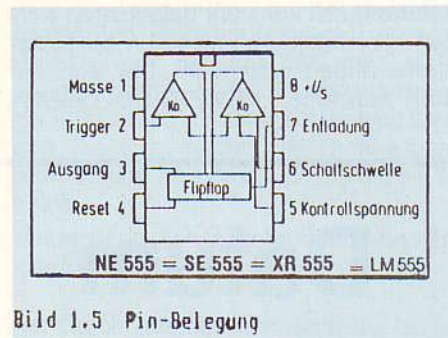 Masse 1
8 +Us
Ko
Ko
Trigger 2
7 Entladung
Ausgang 3
6 Schaltschwelle
Flipflop
Reset 4
5 Kontrollspannung
NE 555 = SE 555 = XR 555 = LM555
Bild 1.5 Pin-Belegung